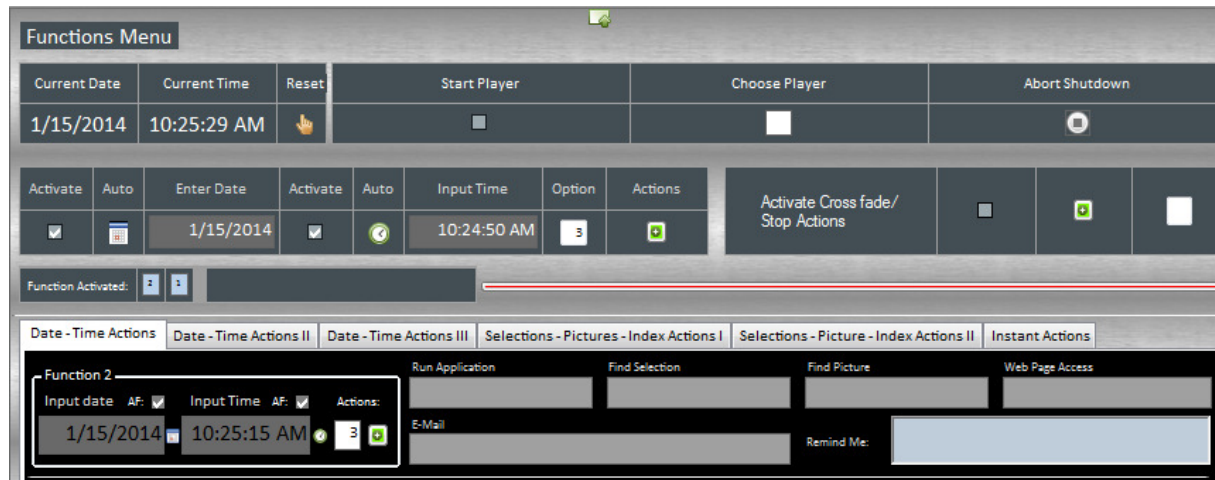 Functions Menu
Current Date Current Time Reset Start Player Choose Player Abort Shutdown
1/15/2014 10:25:29 AM
Activate Auto Enter Date Activate Auto Input Time Option Actions Activate Cross fade/
Stop Actions
1/15/2014 10:24:50 AM 3
Function Activated: 2 1
Date - Time Actions Date - Time Actions II Date - Time Actions III Selections - Pictures - Index Actions I Selections - Picture - Index Actions II Instant Actions
Function 2 Run Application Find Selection Find Picture Web Page Access
Input date AF: Input Time AF: Actions:
1/15/2014 10:25:15 AM 3 E-Mail Remind Me: